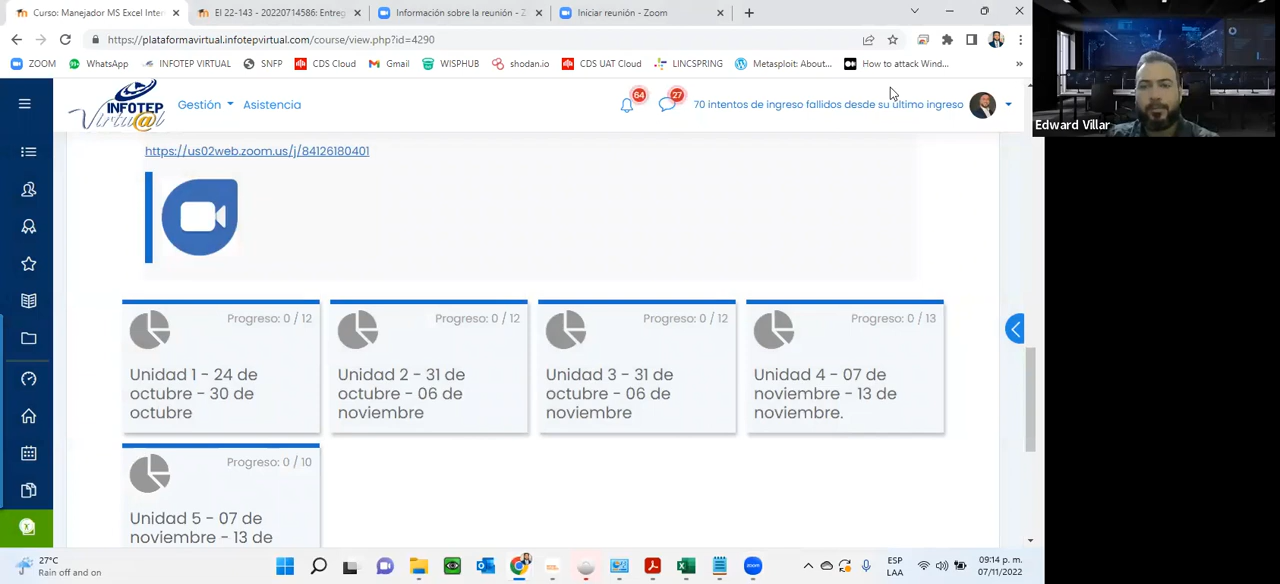 Curso: Manejador MS Excel Inter
El 22-143 - 20220714586: Entreg
Información sobre la reunión - Z
Iniciar reunión - Zoom
https://plataformavirtual.infotepvirtual.com/course/view.php?id=4290
ZOOM
WhatsApp
INFOTEP VIRTUAL
SNFP
CDS Cloud
Gmail
WISPHUB
shodan.io
CDS UAT Cloud
LINCSPRING
Metasploit: About...
How to attack Wind...
»
INFOTEP
Virtu@l
Gestión
Asistencia
64
27
70 intentos de ingreso fallidos desde su último ingreso
Edward Villar
https://us02web.zoom.us/j/84126180401
Progreso: 0 / 12
Unidad 1 - 24 de
octubre - 30 de
octubre
Progreso: 0 / 12
Unidad 2 - 31 de
octubre - 06 de
noviembre
Progreso: 0 / 12
Unidad 3 - 31 de
octubre - 06 de
noviembre
Progreso: 0 / 13
Unidad 4 - 07 de
noviembre - 13 de
noviembre.
Progreso: 0 / 10
Unidad 5 - 07 de
noviembre - 13 de
27°C
Rain off and on
ESP
LAA
09:14 p. m.
07/11/2022